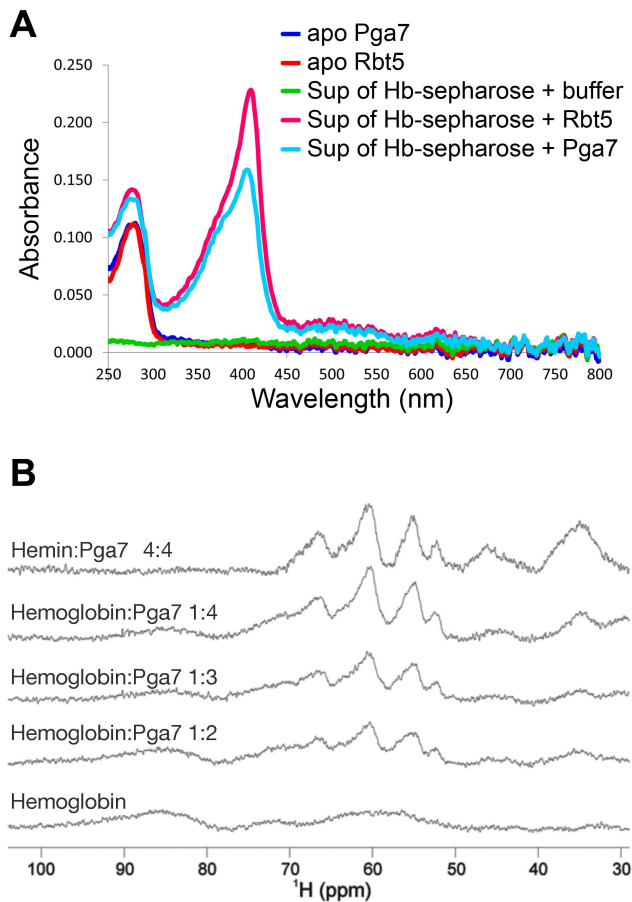 A
apo Pga7
apo Rbt5
Sup of Hb-sepharose + buffer
Sup of Hb-sepharose + Rbt5
Sup of Hb-sepharose + Pga7
Absorbance
0.250
0.200
0.150
0.100
0.050
0.000
250 300 350 400 450 500 550 600 650 700 750 800
Wavelength (nm)
B
Hemin:Pga7 4:4
Hemoglobin:Pga7 1:4
Hemoglobin:Pga7 1:3
Hemoglobin:Pga7 1:2
Hemoglobin
100 90 80 70 60 50 40 30
¹H (ppm)